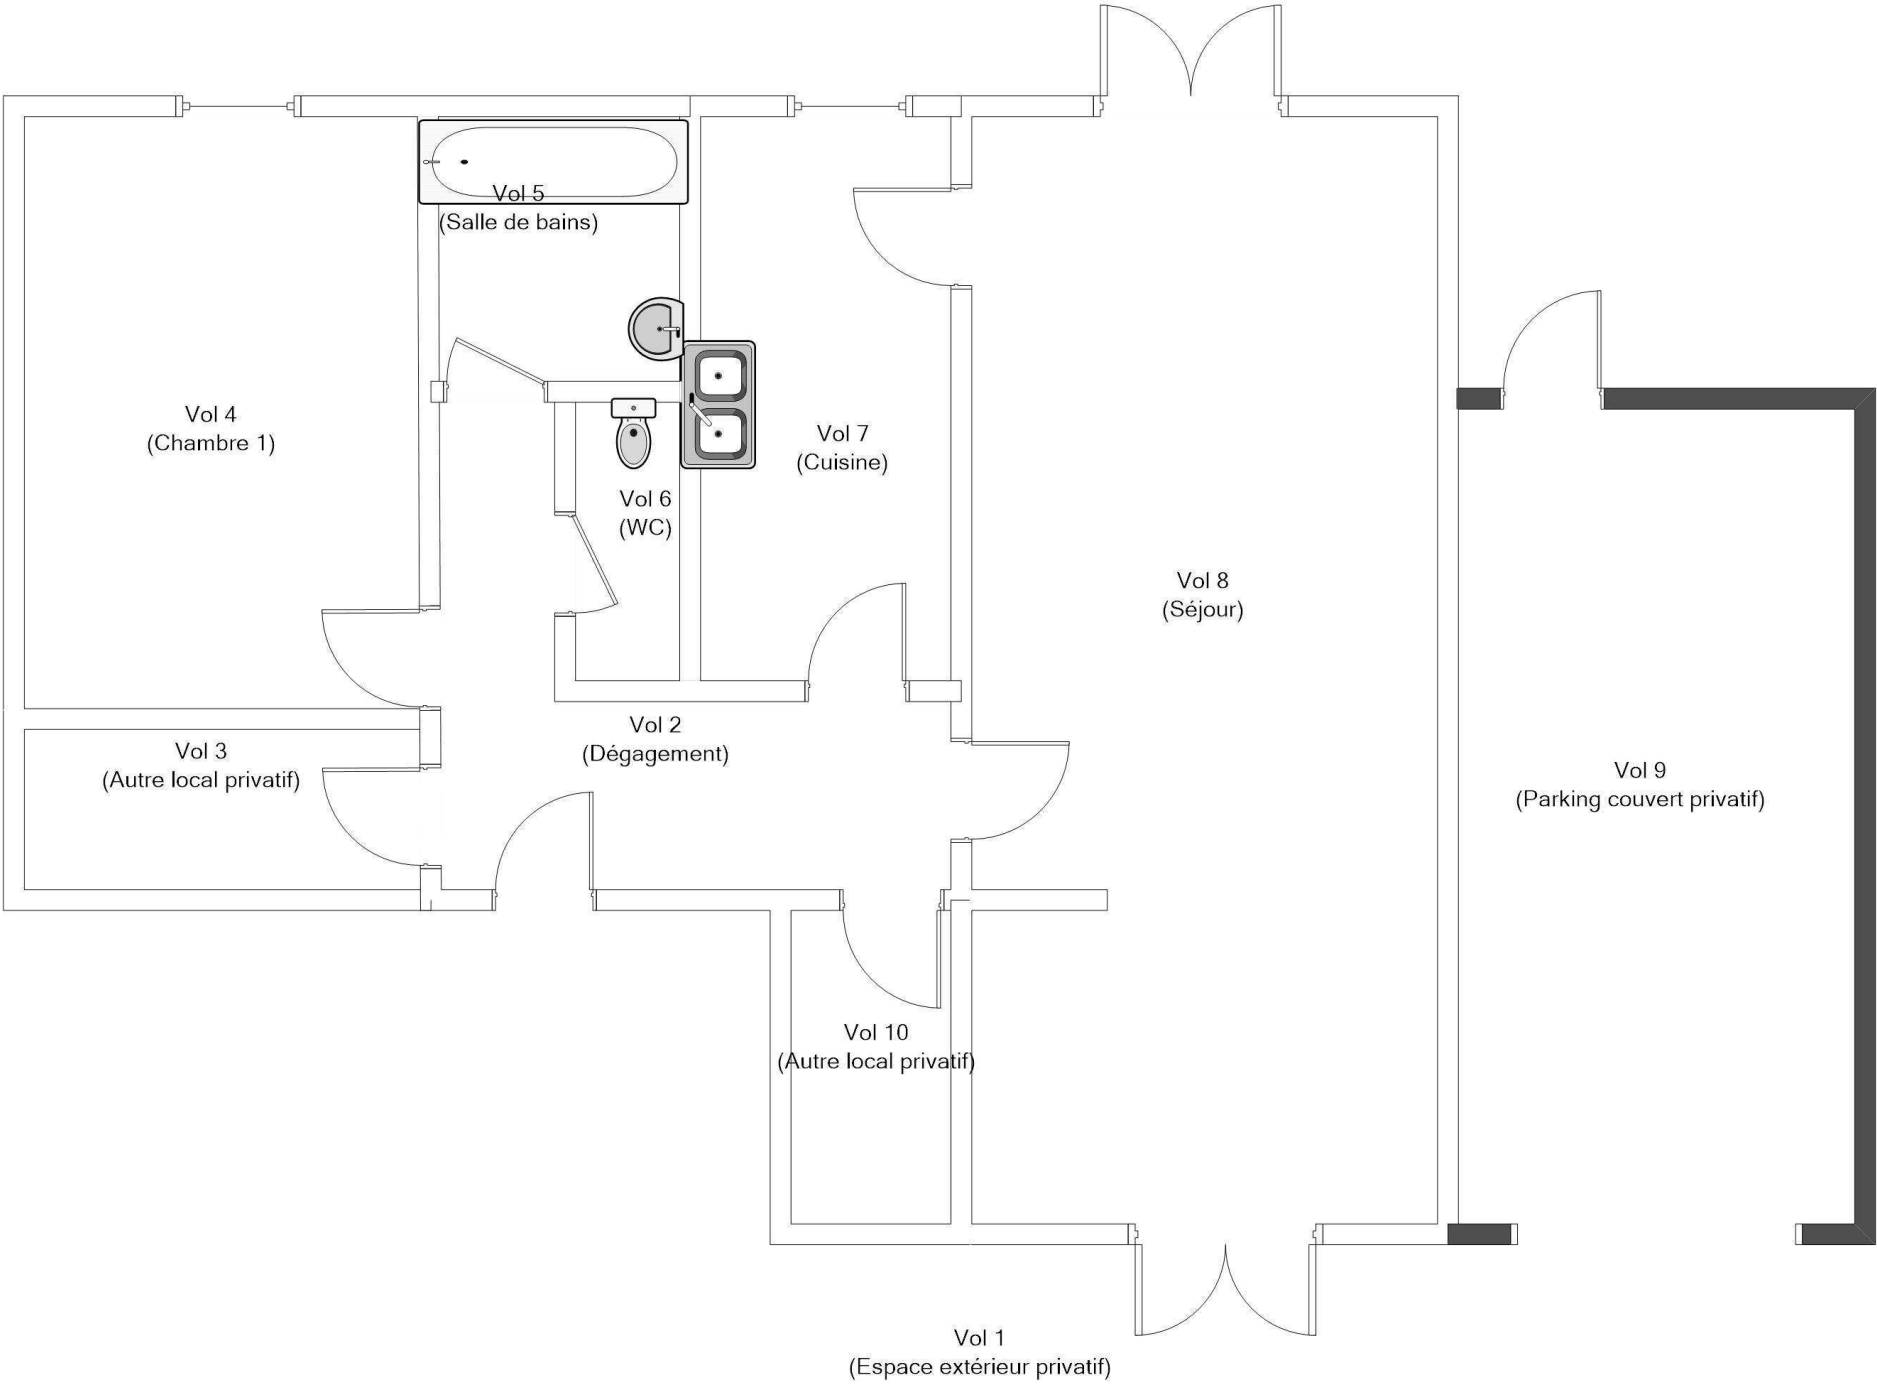 Vol 5
(Salle de bains)
Vol 4
(Chambre 1)
Vol 7
(Cuisine)
Vol 6
(WC)
Vol 8
(Séjour)
Vol 2
(Dégagement)
Vol 3
(Autre local privatif)
Vol 9
(Parking couvert privatif)
Vol 10
(Autre local privatif)
Vol 1
(Espace extérieur privatif)